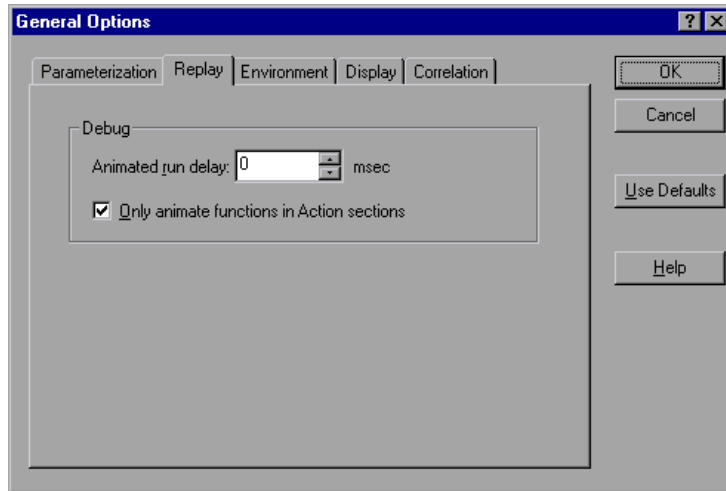 General Options
Parameterization Replay Environment Display Correlation
OK
Debug
Cancel
Animated run delay: 0 msec
Use Defaults
Only animate functions in Action sections
Help